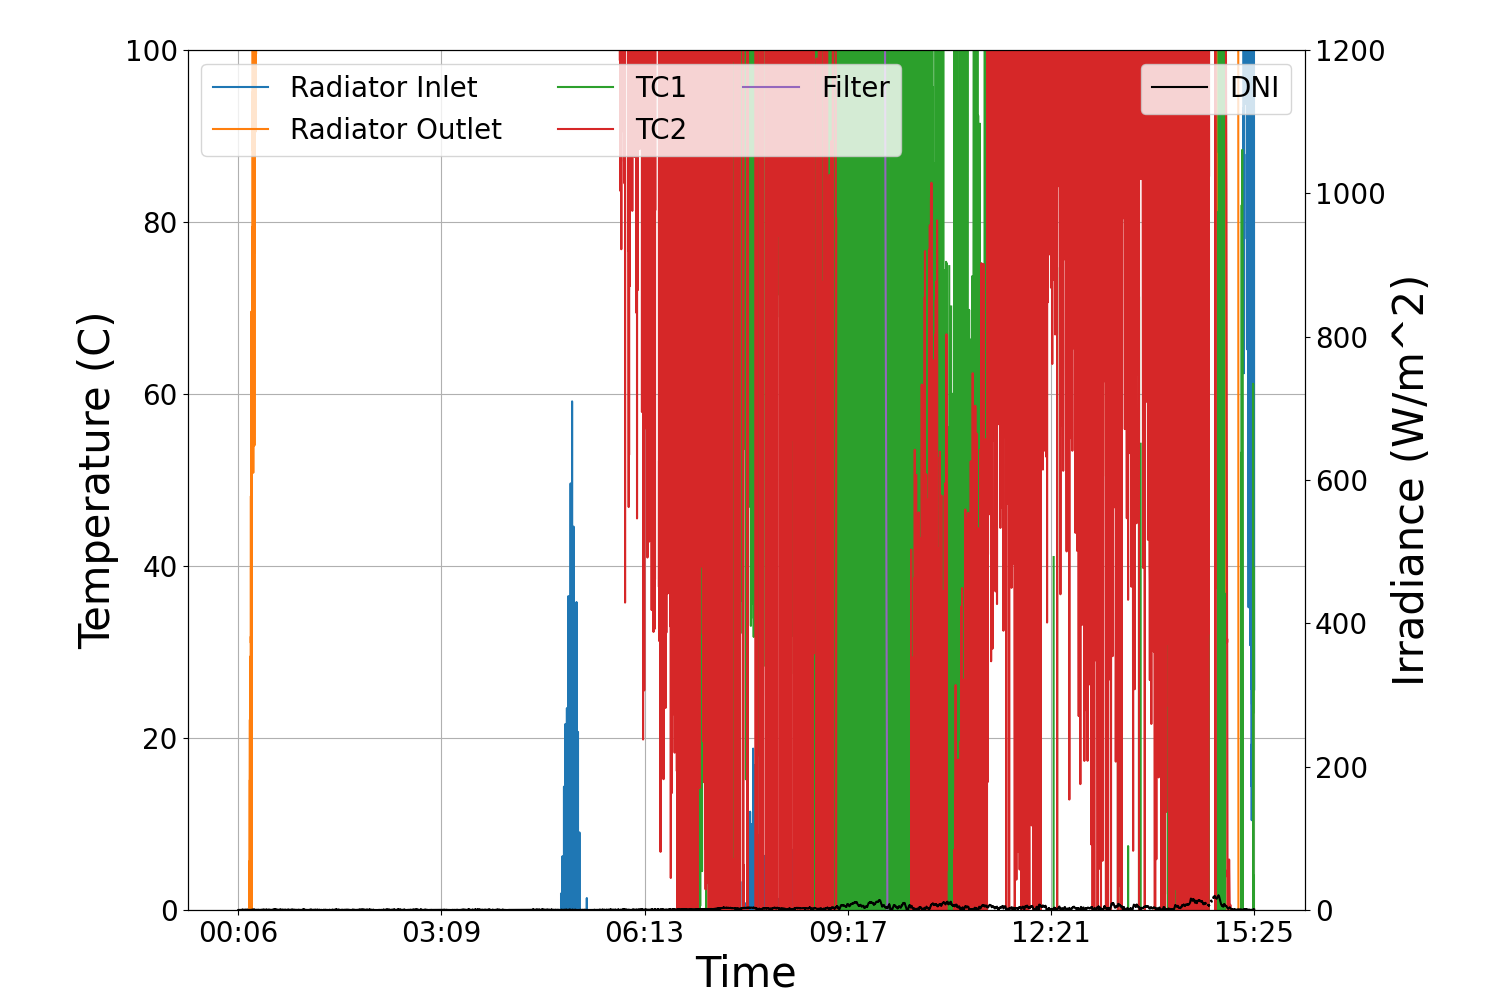 100
80
60
40
20
0
Temperature (C)
Radiator Inlet
Radiator Outlet
TC1
TC2
Filter
DNI
1200
1000
800
600
400
200
0
Irradiance (W/m^2)
00:06 03:09 06:13 09:17 12:21 15:25
Time